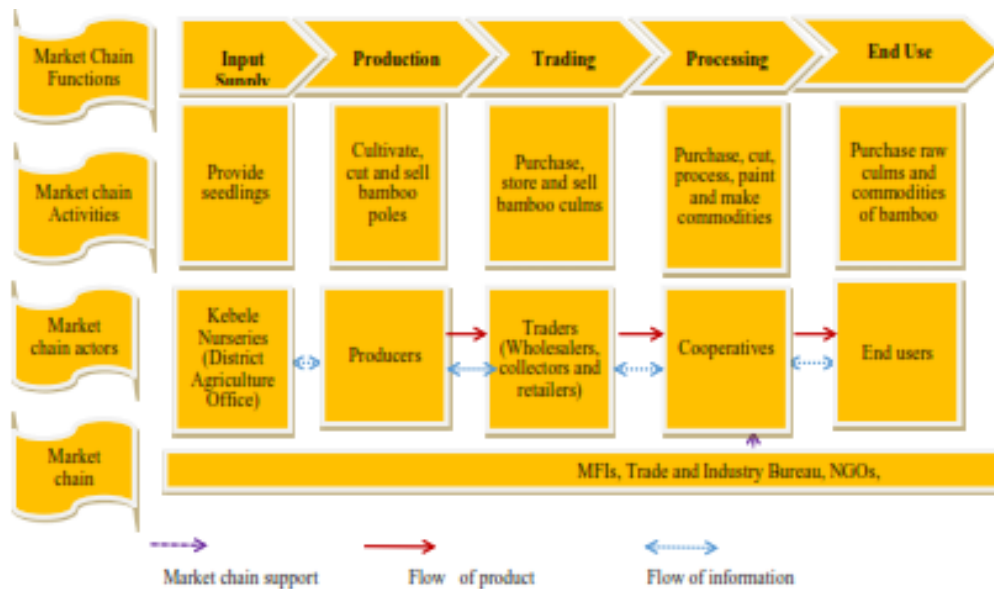 Market Chain
Functions
Input
Supply
Production
Trading
Processing
End Use
Market chain
Activities
Provide
seedlings
Cultivate,
cut and sell
bamboo
poles
Purchase,
store and sell
bamboo culms
Purchase, cut,
process, paint
and make
commodities
Purchase raw
culms and
commodities
of bamboo
Market
chain actors
Kebele
Nurseries
(District
Agriculture
Office)
Producers
Traders
(Wholesalers,
collectors and
retailers)
Cooperatives
End users
Market
chain
MFIs, Trade and Industry Bureau, NGOs,
Market chain support
Flow of product
Flow of information